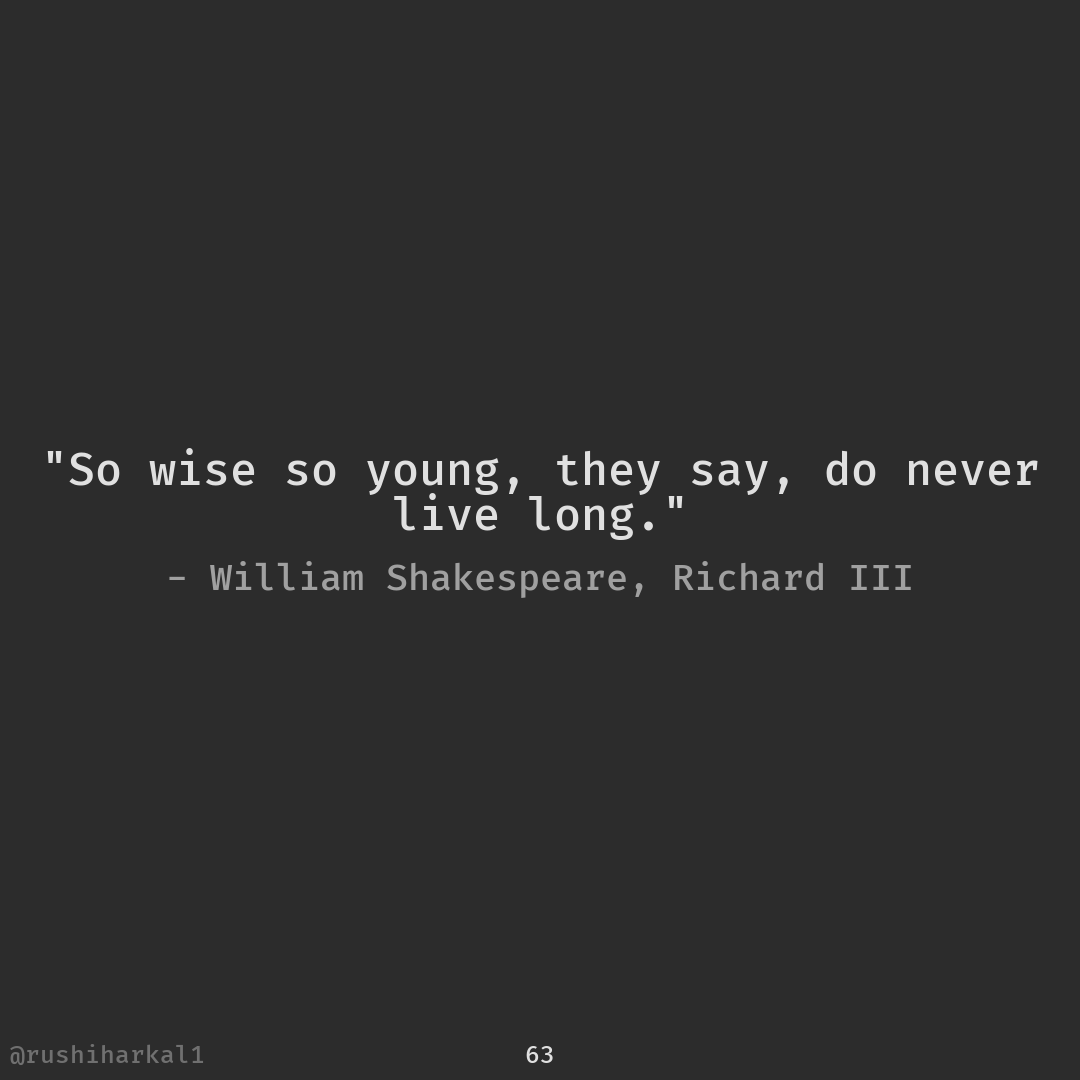 "So wise so young, they say, do never
live long."
- William Shakespeare, Richard III
@rushiharkal1
63